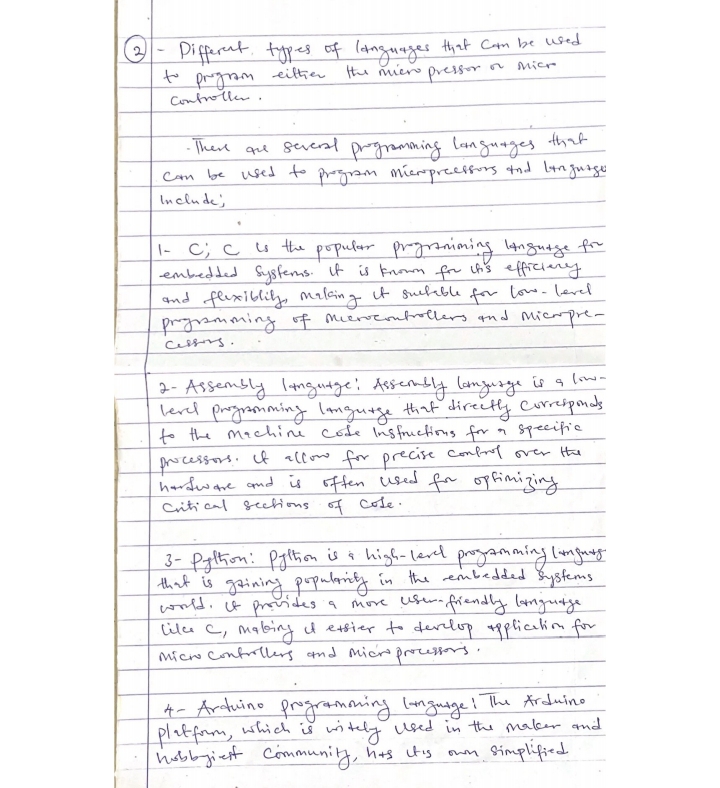 ② - Different types of languages that can be used
to program either the micro pressor or micro
controller.
- There are several programming languages that
can be used to program microprecessors and language
Include;
1- C; C is the popular programiming language for
embedded systems. it is known for it's efficiency
and flexiblity, making it suitable for low-level
programming of microcontrollers and micropre-
cessors.
2- Assembly language: Assembly language is a low-
level programming language that directly corresponds
to the machine code instructions for a specific
processors. it allow for precise control over the
hardware and is often used for optimizing
critical sections of code.
3- Python: Python is a high-level programming language
that is gaining popularity in the embedded systems
world. it provides a more user-friendly language
like C, making it easier to develop application for
micro controllers and microprocessors.
4- Arduino programming language: The Arduino
platform, which is witely used in the maker and
hobbyiest community, has it's own simplified